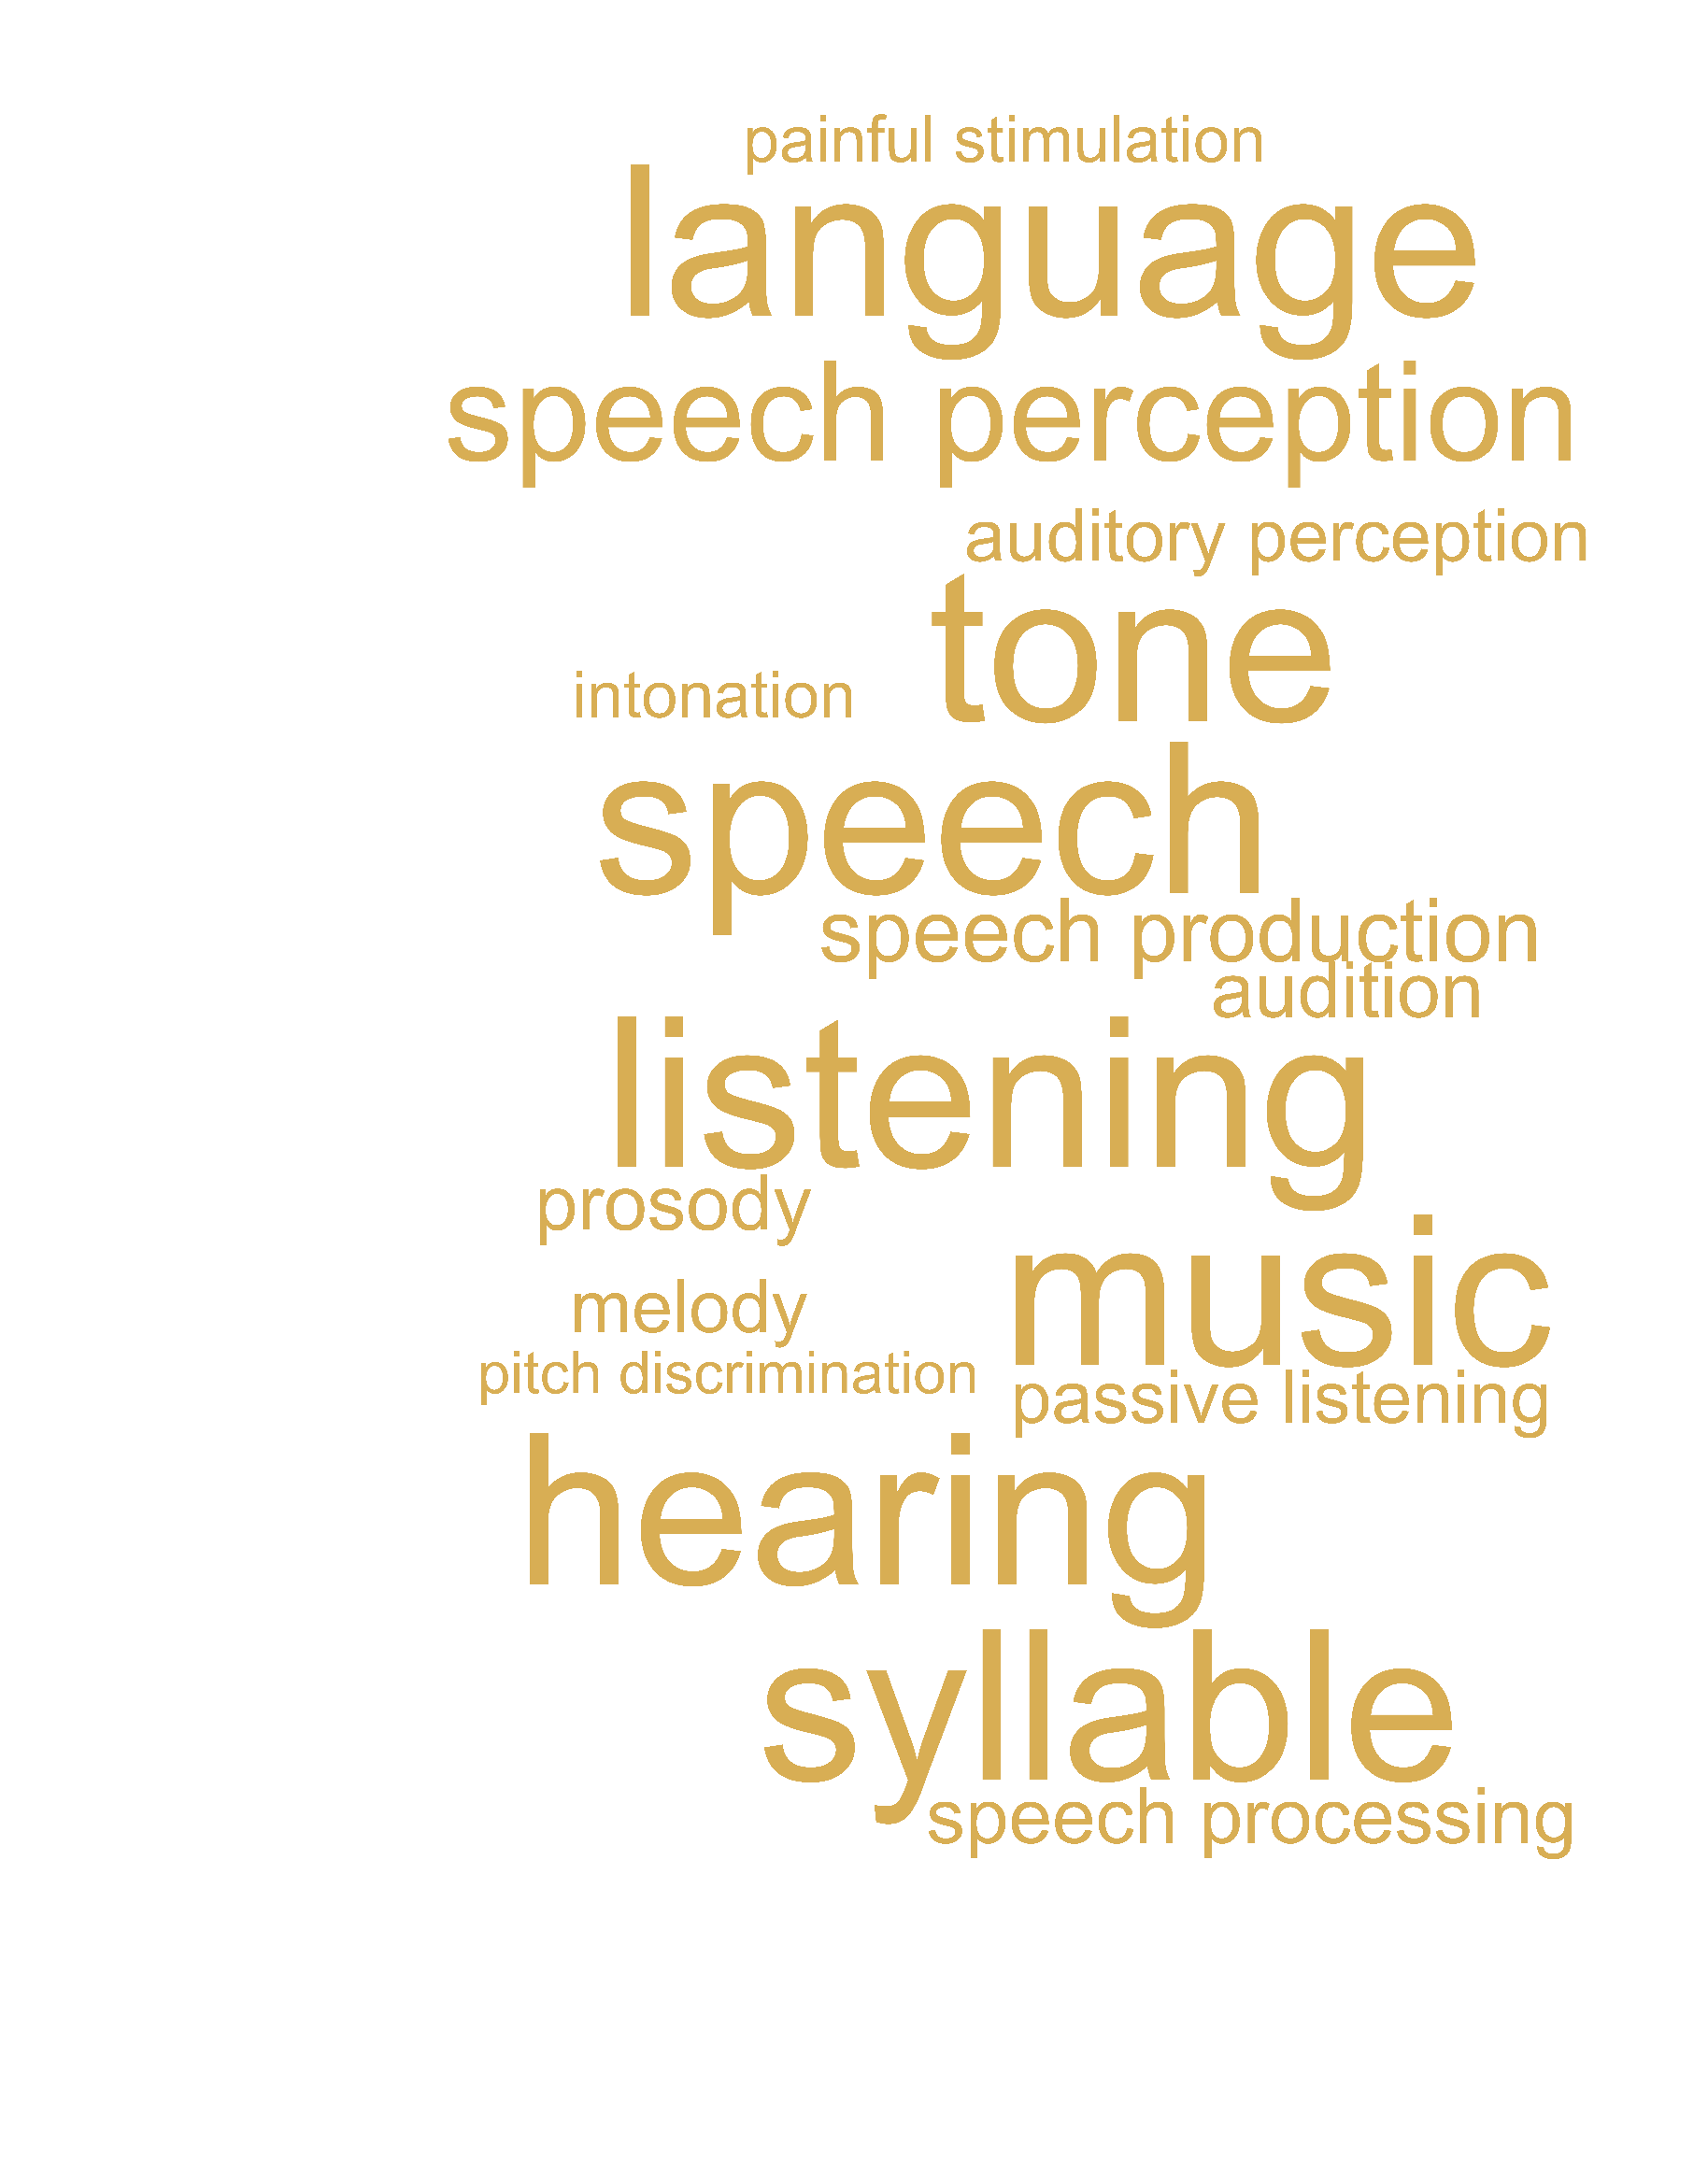 painful stimulation
language
speech perception
auditory perception
tone
intonation
speech
speech production
audition
listening
prosody
music
melody
pitch discrimination
passive listening
hearing
syllable
speech processing